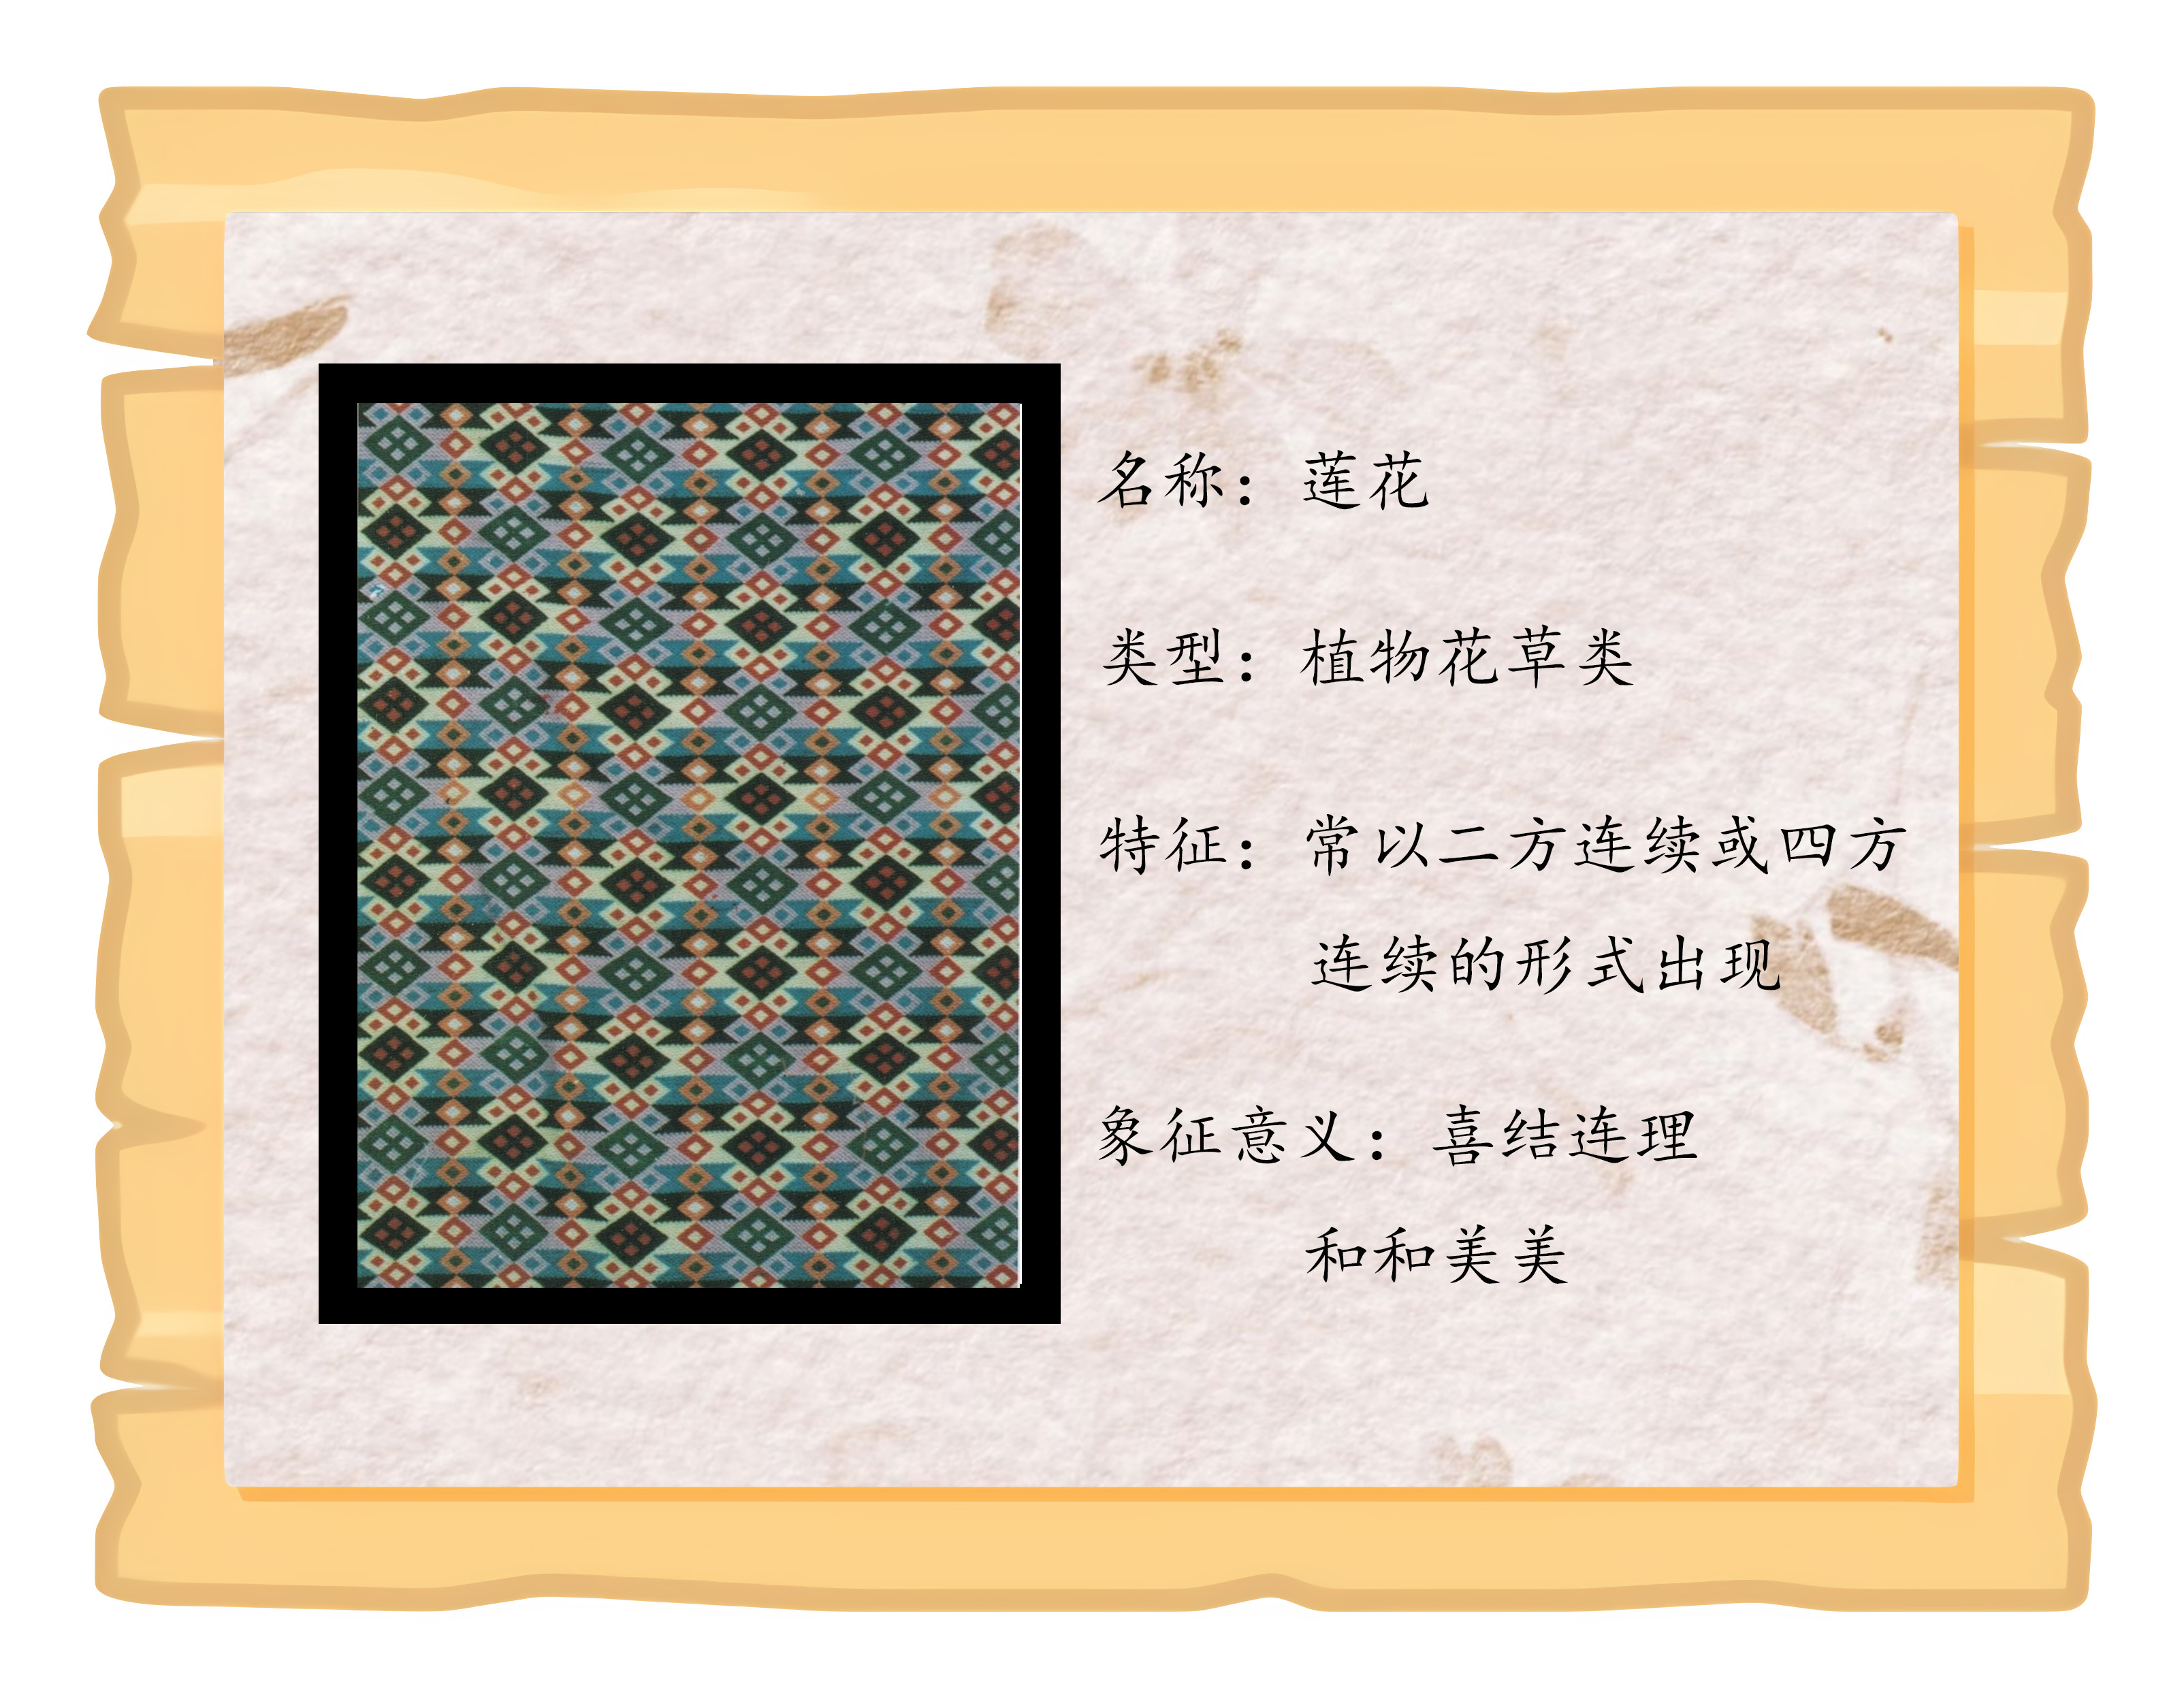 名称：莲花
类型：植物花草类
特征：常以二方连续或四方
连续的形式出现
象征意义：喜结连理
和和美美